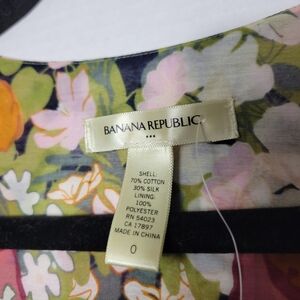 BANANA REPUBLIC
SHELL:
70% COTTON
30% SILK
LINING:
100%
POLYESTER
RN 54023
CA 17897
MADE IN CHINA
0